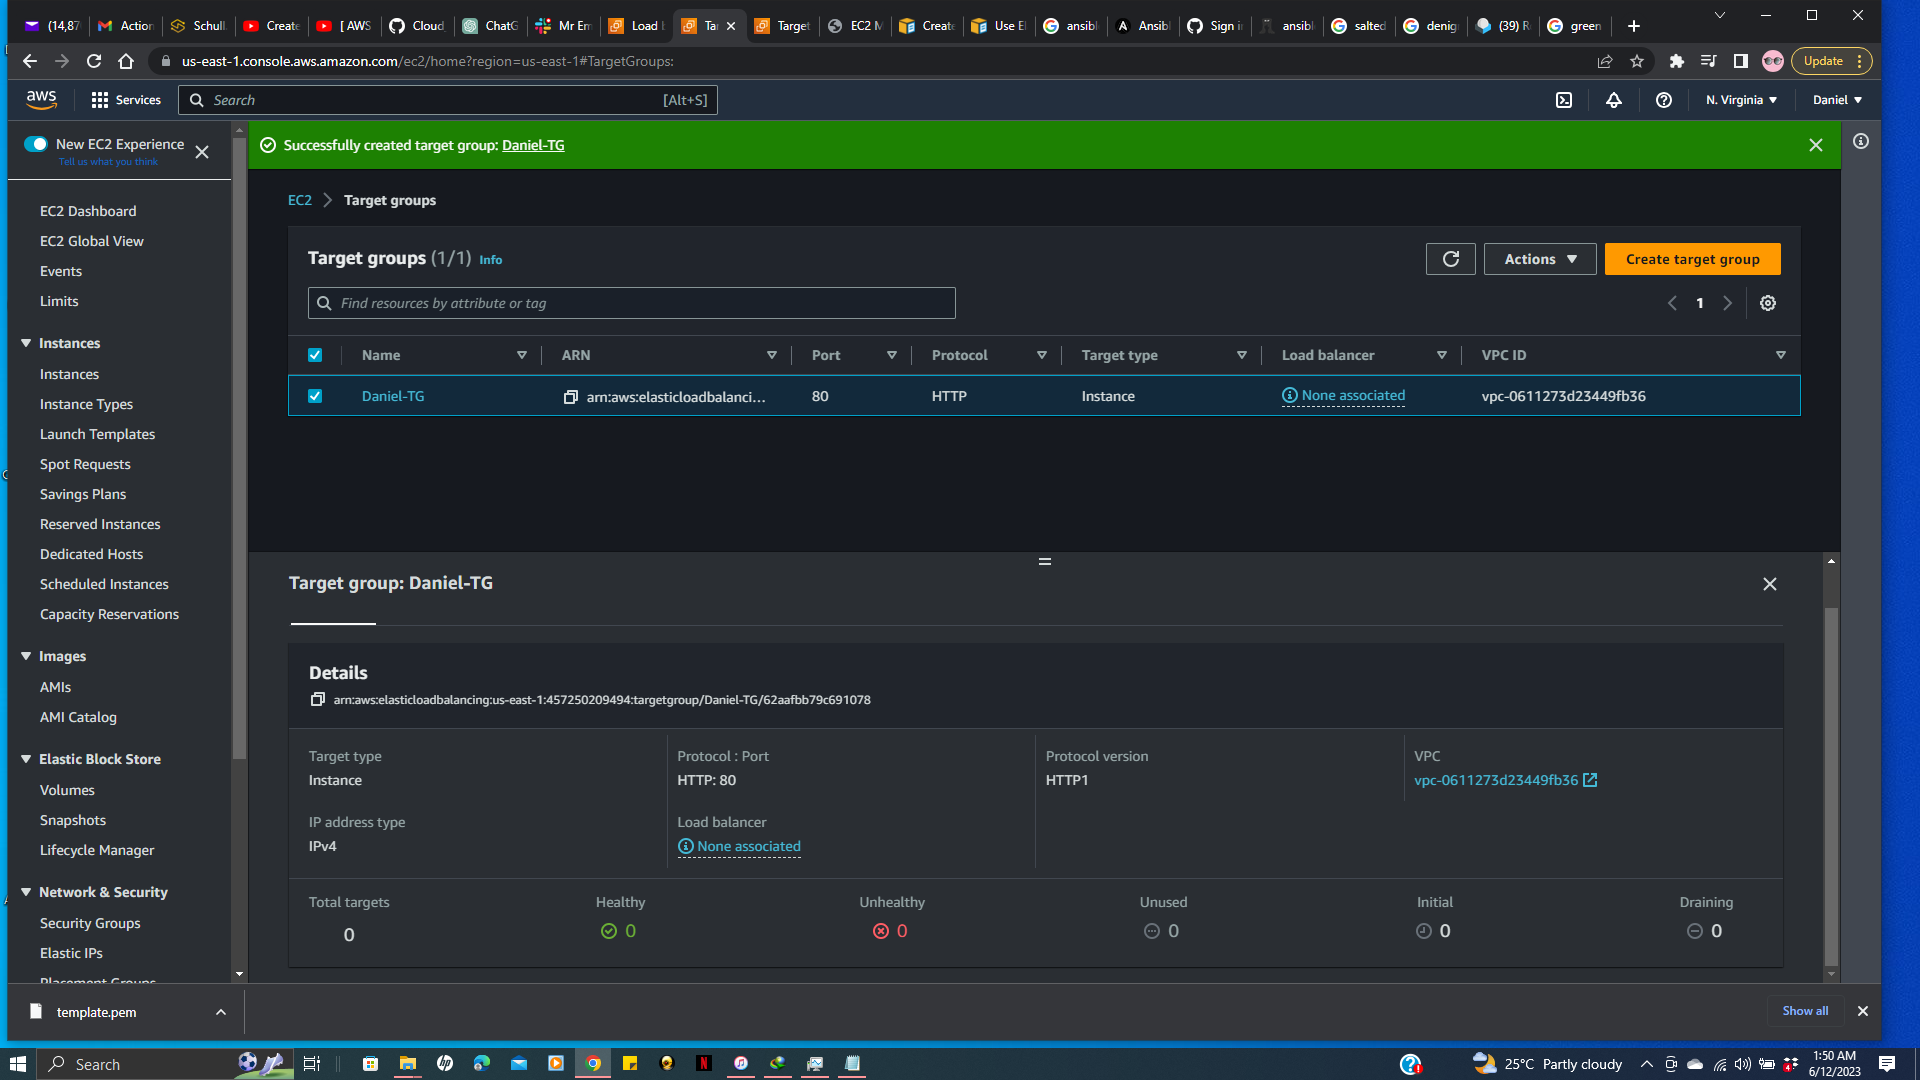 (14,87
Action
Schull
Create
[ AWS
Cloud
ChatG
Mr Em
Load b
Ta
Target
EC2 M
Create
Use El
ansibl
Ansibl
Sign i
ansibl
salted
denig
(39) R
green
us-east-1.console.aws.amazon.com/ec2/home?region=us-east-1#TargetGroups:
Update
aws
Services
Search
[Alt+S]
N. Virginia
Daniel
New EC2 Experience
Tell us what you think
EC2 Dashboard
EC2 Global View
Events
Limits
Instances
Instances
Instance Types
Launch Templates
Spot Requests
Savings Plans
Reserved Instances
Dedicated Hosts
Scheduled Instances
Capacity Reservations
Images
AMIs
AMI Catalog
Elastic Block Store
Volumes
Snapshots
Lifecycle Manager
Network & Security
Security Groups
Elastic IPs
Placement Groups
Successfully created target group: Daniel-TG
EC2 > Target groups
Target groups (1/1) Info
Actions
Create target group
Find resources by attribute or tag
1
Name ARN Port Protocol Target type Load balancer VPC ID
Daniel-TG arn:aws:elasticloadbalanci... 80 HTTP Instance None associated vpc-0611273d23449fb36
Target group: Daniel-TG
Details
arn:aws:elasticloadbalancing:us-east-1:457250209494:targetgroup/Daniel-TG/62aafbb79c691078
Target type
Instance
Protocol : Port
HTTP: 80
Protocol version
HTTP1
VPC
vpc-0611273d23449fb36
IP address type
IPv4
Load balancer
None associated
Total targets
0
Healthy
0
Unhealthy
0
Unused
0
Initial
0
Draining
0
template.pem
Show all
Search
25°C Partly cloudy
1:50 AM
6/12/2023